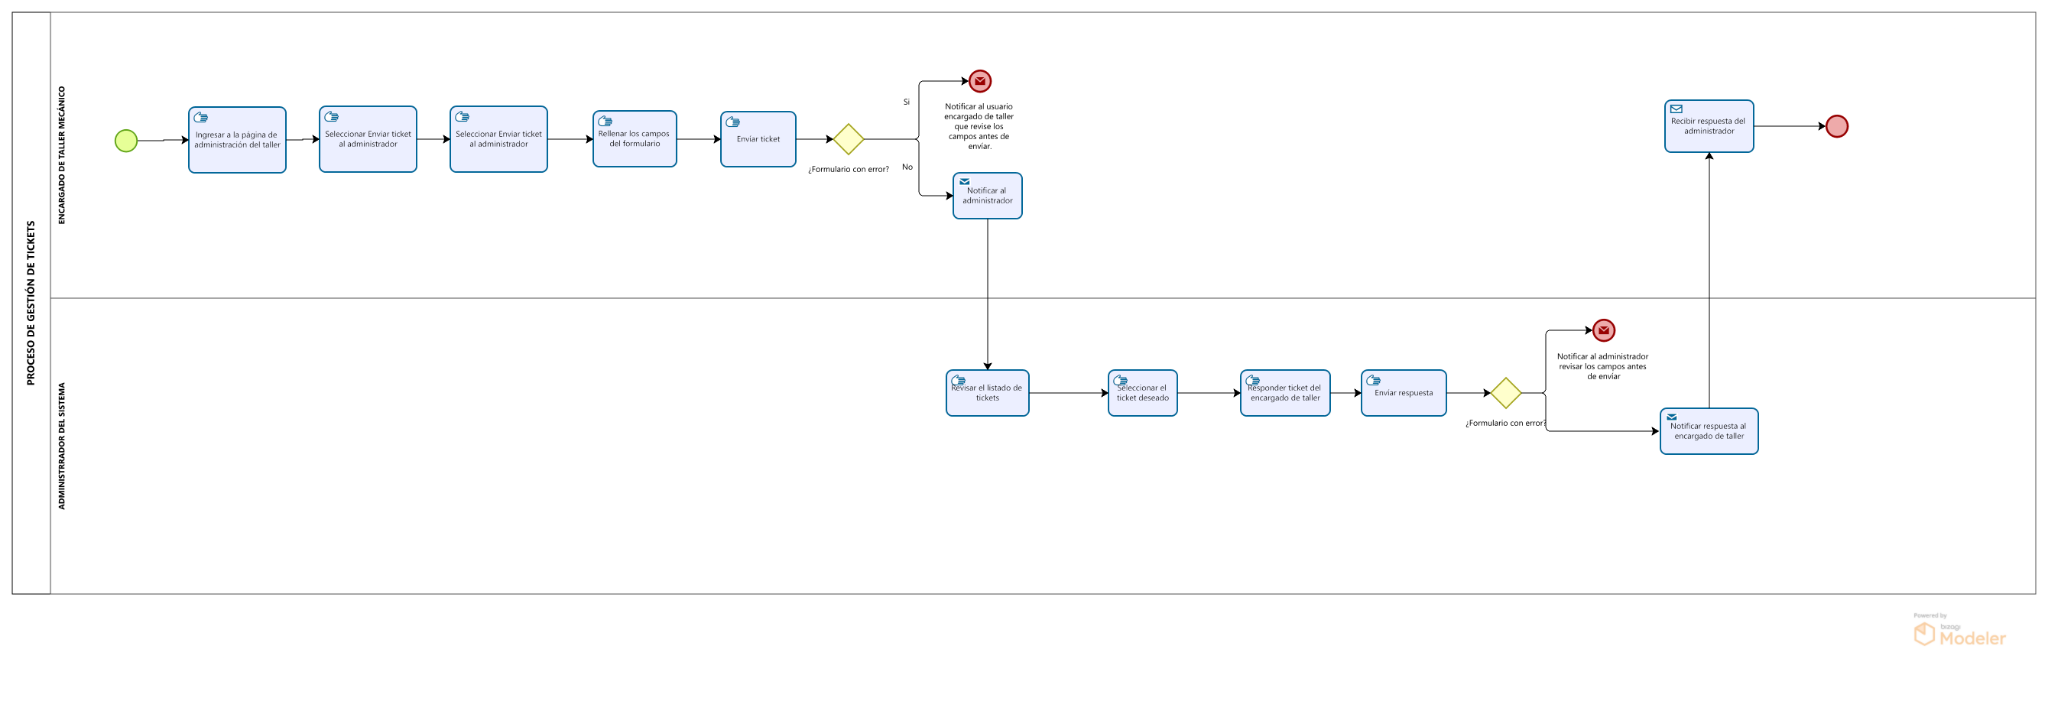 PROCESO DE GESTIÓN DE TICKETS
ENCARGADO DE TALLER MECÁNICO
Ingresar a la página de
administración del taller
Seleccionar Enviar ticket
al administrador
Seleccionar Enviar ticket
al administrador
Rellenar los campos
del formulario
Enviar ticket
¿Formulario con error?
Si
No
Notificar al usuario
encargado de taller
que revise los
campos antes de
enviar.
Notificar al
administrador
Recibir respuesta del
administrador
ADMINISTRRADOR DEL SISTEMA
Revisar el listado de
tickets
Seleccionar el
ticket deseado
Responder ticket del
encargado de taller
Enviar respuesta
¿Formulario con error?
Notificar al administrador
revisar los campos antes
de enviar
Notificar respuesta al
encargado de taller
Powered by
bizagi
Modeler